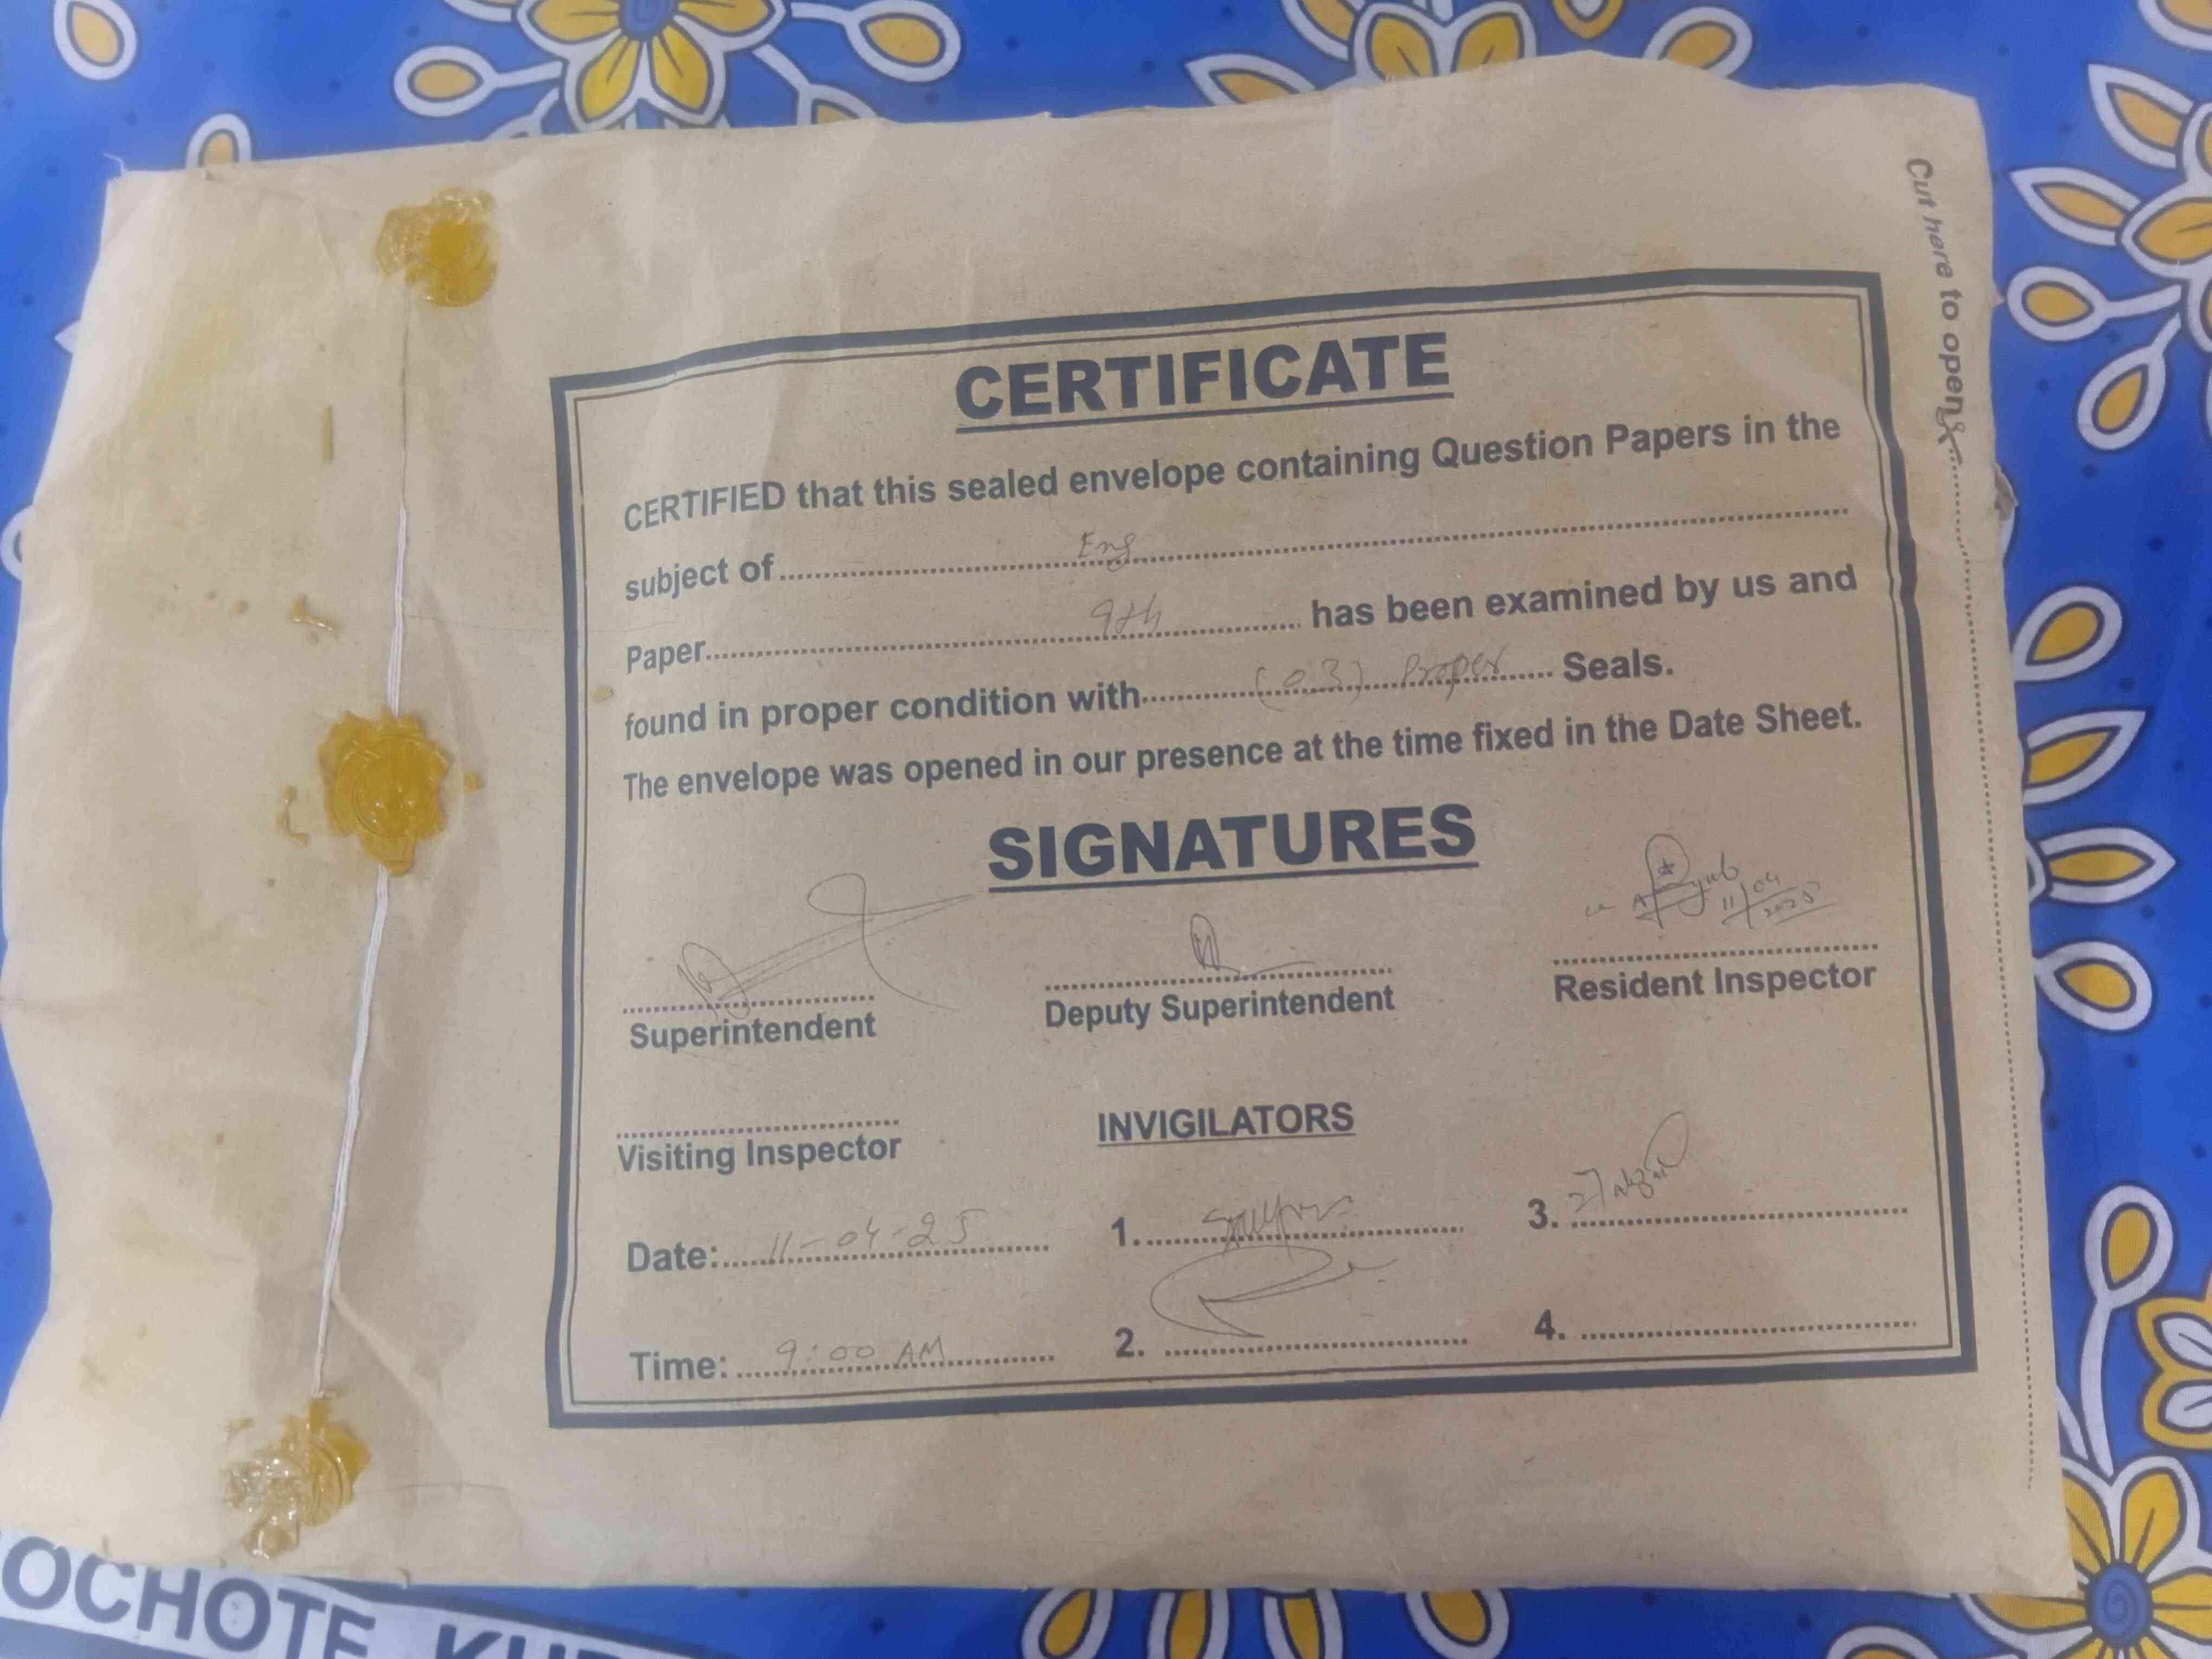 Cut here to open
CERTIFICATE
CERTIFIED that this sealed envelope containing Question Papers in the
subject of Eng
Paper 9th has been examined by us and
found in proper condition with (03) Proper Seals.
The envelope was opened in our presence at the time fixed in the Date Sheet.
SIGNATURES
11/04/2025
Superintendent Deputy Superintendent Resident Inspector
Visiting Inspector INVIGILATORS
Date: 11-04-25 1. 3.
Time: 9:00 AM 2. 4.
OCHOTE